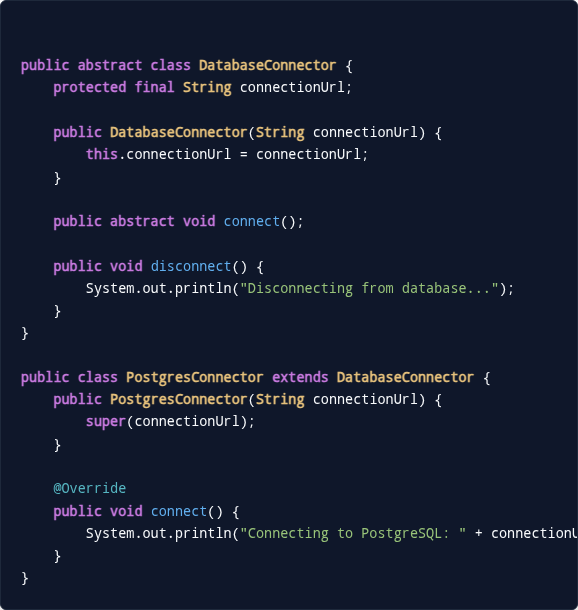 public abstract class DatabaseConnector {
    protected final String connectionUrl;

    public DatabaseConnector(String connectionUrl) {
        this.connectionUrl = connectionUrl;
    }

    public abstract void connect();

    public void disconnect() {
        System.out.println("Disconnecting from database...");
    }
}

public class PostgresConnector extends DatabaseConnector {
    public PostgresConnector(String connectionUrl) {
        super(connectionUrl);
    }

    @Override
    public void connect() {
        System.out.println("Connecting to PostgreSQL: " + connectionU
    }
}